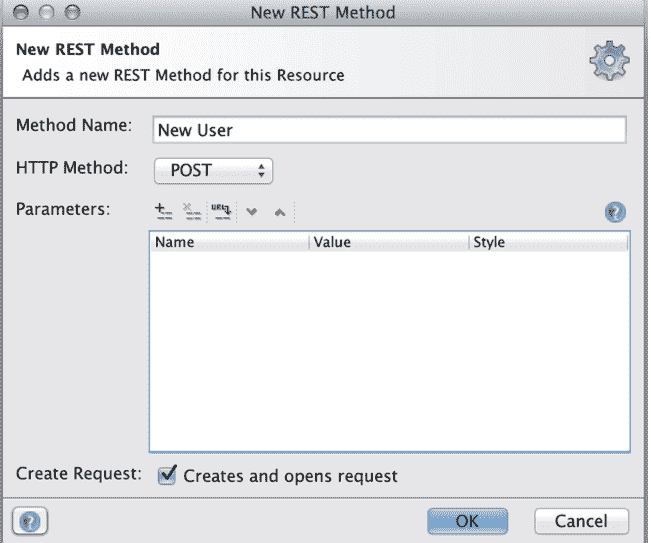 New REST Method
New REST Method
Adds a new REST Method for this Resource
Method Name: New User
HTTP Method: POST
Parameters: URL
Name Value Style
Create Request: Creates and opens request
OK Cancel